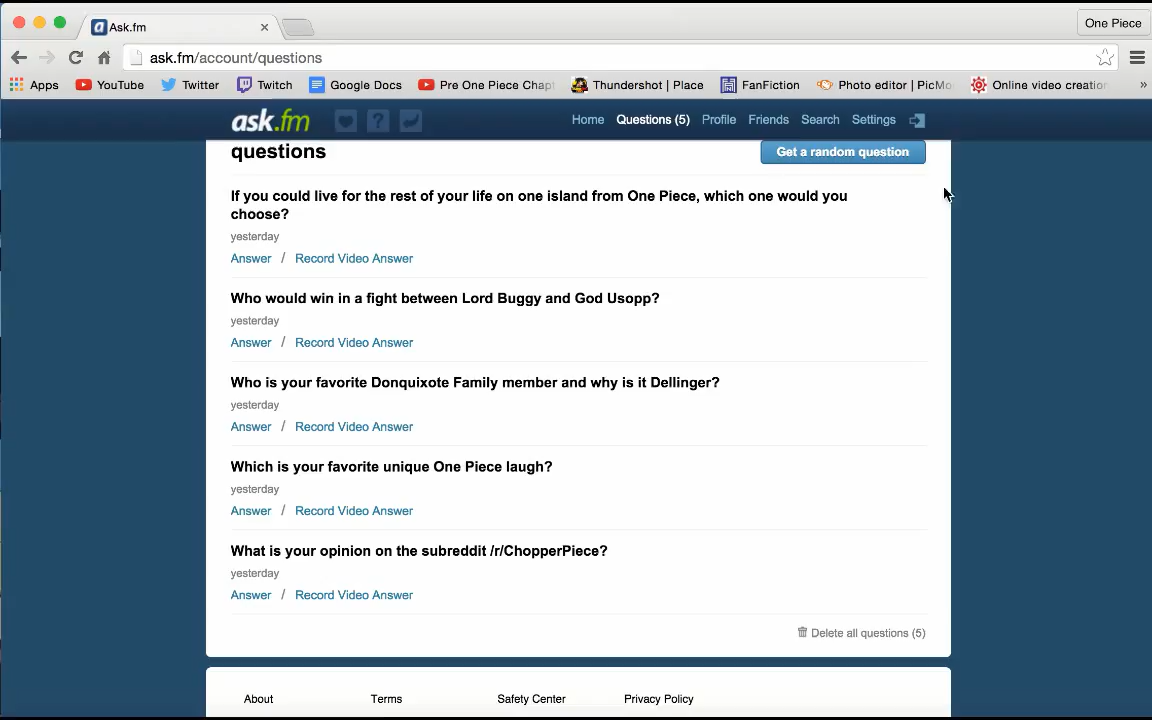 Ask.fm
One Piece
ask.fm/account/questions
Apps YouTube Twitter Twitch Google Docs Pre One Piece Chapt Thundershot | Place FanFiction Photo editor | PicMo Online video creation »
ask.fm Home Questions (5) Profile Friends Search Settings
questions
Get a random question
If you could live for the rest of your life on one island from One Piece, which one would you
choose?
yesterday
Answer / Record Video Answer
Who would win in a fight between Lord Buggy and God Usopp?
yesterday
Answer / Record Video Answer
Who is your favorite Donquixote Family member and why is it Dellinger?
yesterday
Answer / Record Video Answer
Which is your favorite unique One Piece laugh?
yesterday
Answer / Record Video Answer
What is your opinion on the subreddit /r/ChopperPiece?
yesterday
Answer / Record Video Answer
Delete all questions (5)
About Terms Safety Center Privacy Policy